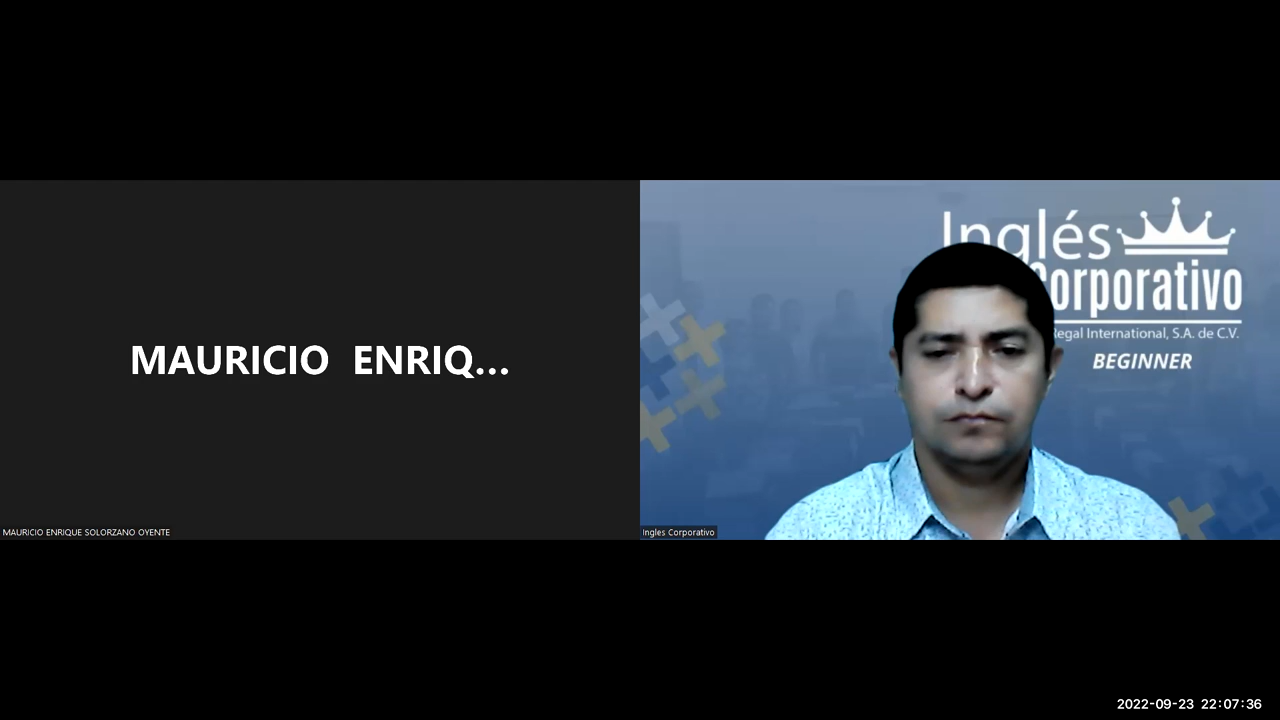 MAURICIO ENRIQ...
MAURICIO ENRIQUE SOLORZANO OYENTE
Inglés
Corporativo
Regal International, S.A. de C.V.
BEGINNER
Ingles Corporativo
2022-09-23 22:07:36